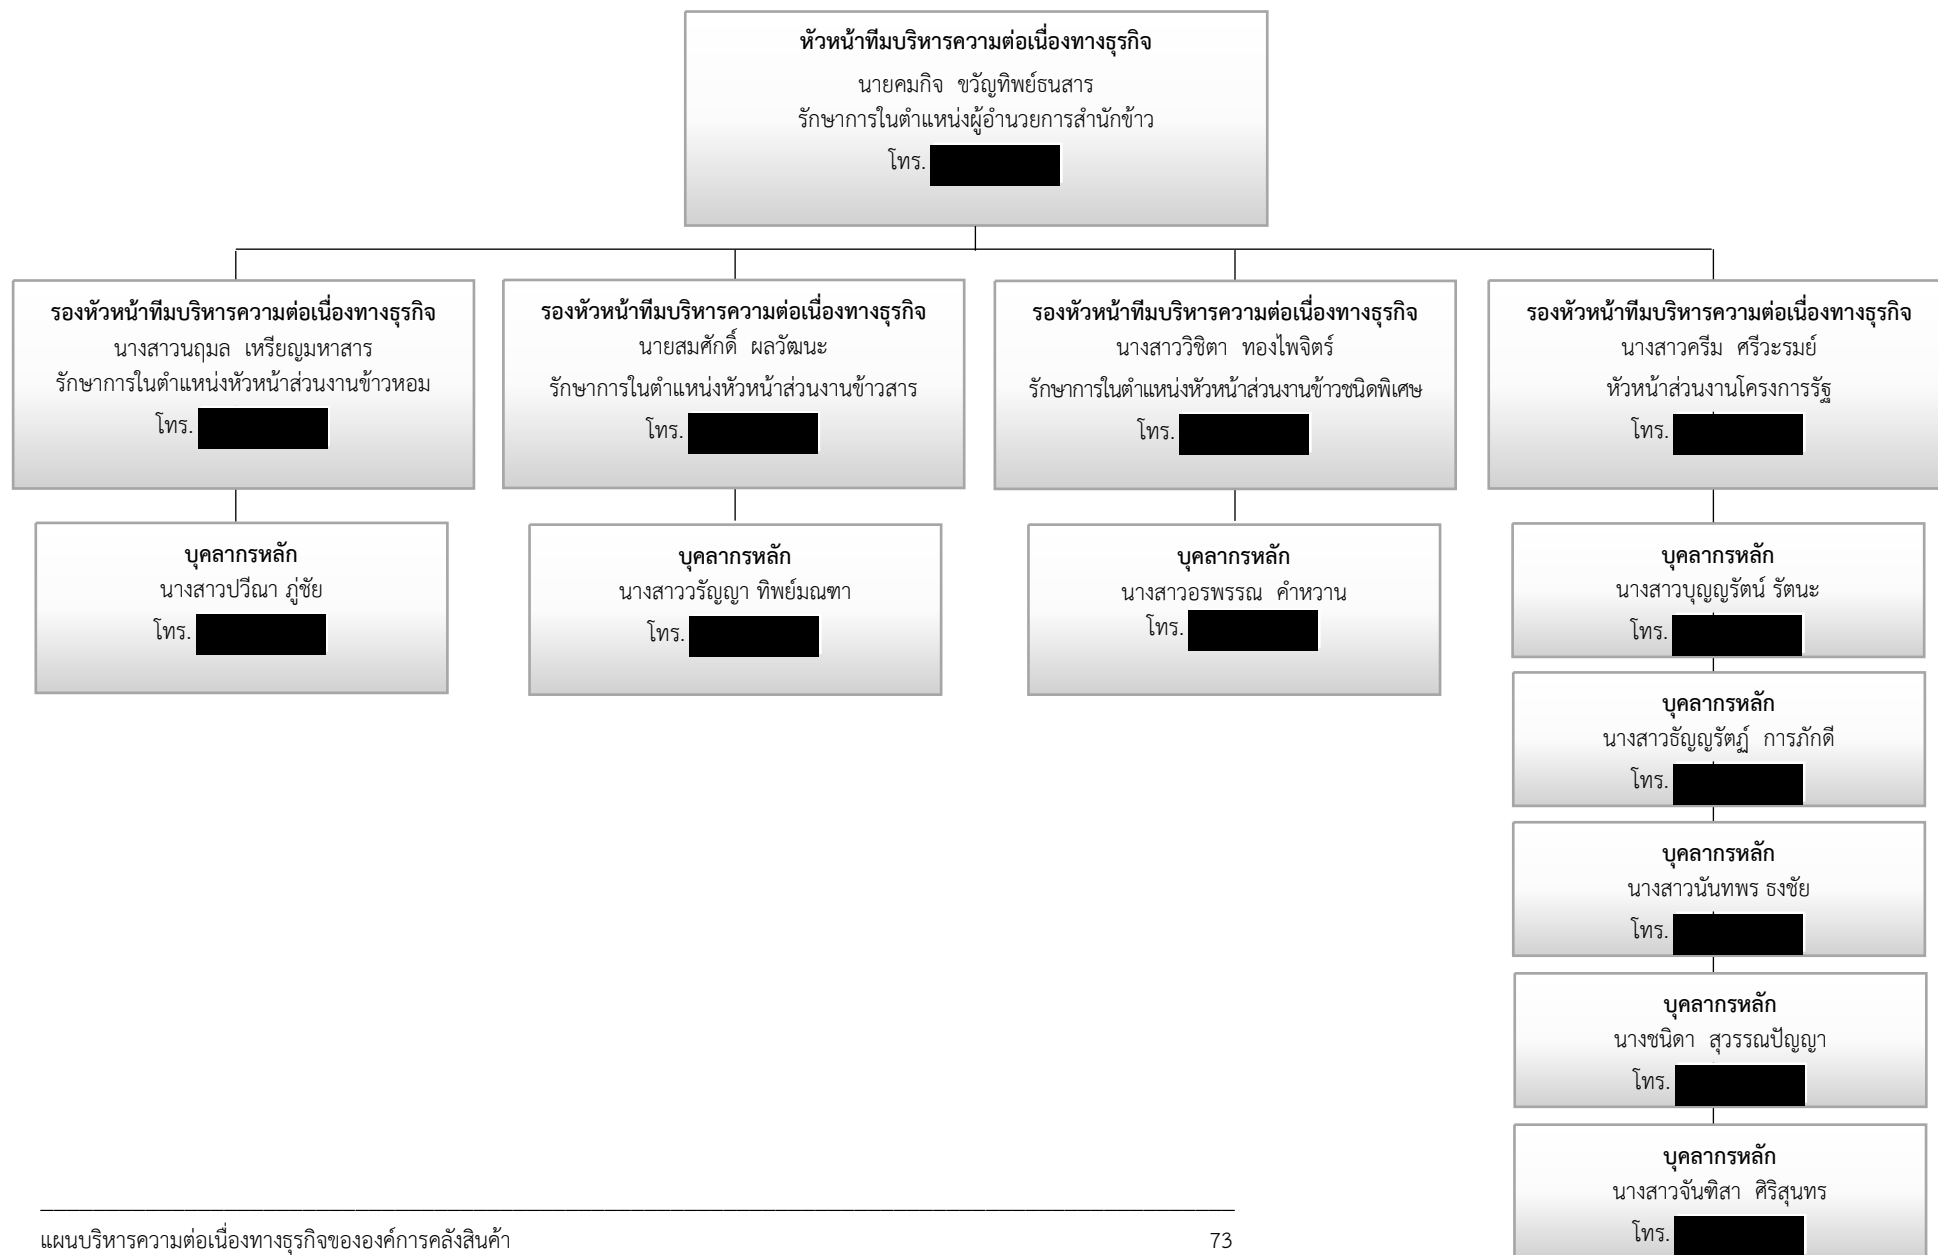 หัวหน้าทีมบริหารความต่อเนื่องทางธุรกิจ
นายคมกิจ ขวัญทิพย์ธนสาร
รักษาการในตำแหน่งผู้อำนวยการสำนักข้าว
โทร.
รองหัวหน้าทีมบริหารความต่อเนื่องทางธุรกิจ
นางสาวนฤมล เหรียญมหาสาร
รักษาการในตำแหน่งหัวหน้าส่วนงานข้าวหอม
โทร.
รองหัวหน้าทีมบริหารความต่อเนื่องทางธุรกิจ
นายสมศักดิ์ ผลวัฒนะ
รักษาการในตำแหน่งหัวหน้าส่วนงานข้าวสาร
โทร.
รองหัวหน้าทีมบริหารความต่อเนื่องทางธุรกิจ
นางสาววิชิตา ทองไพจิตร์
รักษาการในตำแหน่งหัวหน้าส่วนงานข้าวชนิดพิเศษ
โทร.
รองหัวหน้าทีมบริหารความต่อเนื่องทางธุรกิจ
นางสาวครีม ศรีวะรมย์
หัวหน้าส่วนงานโครงการรัฐ
โทร.
บุคลากรหลัก
นางสาวปวีณา ภู่ชัย
โทร.
บุคลากรหลัก
นางสาววรัญญา ทิพย์มณฑา
โทร.
บุคลากรหลัก
นางสาวอรพรรณ คำหวาน
โทร.
บุคลากรหลัก
นางสาวบุญญรัตน์ รัตนะ
โทร.
บุคลากรหลัก
นางสาวธัญญรัตฏ์ การภักดี
โทร.
บุคลากรหลัก
นางสาวนันทพร ธงชัย
โทร.
บุคลากรหลัก
นางชนิดา สุวรรณปัญญา
โทร.
บุคลากรหลัก
นางสาวจันฑิสา ศิริสุนทร
โทร.
แผนบริหารความต่อเนื่องทางธุรกิจขององค์การคลังสินค้า 73